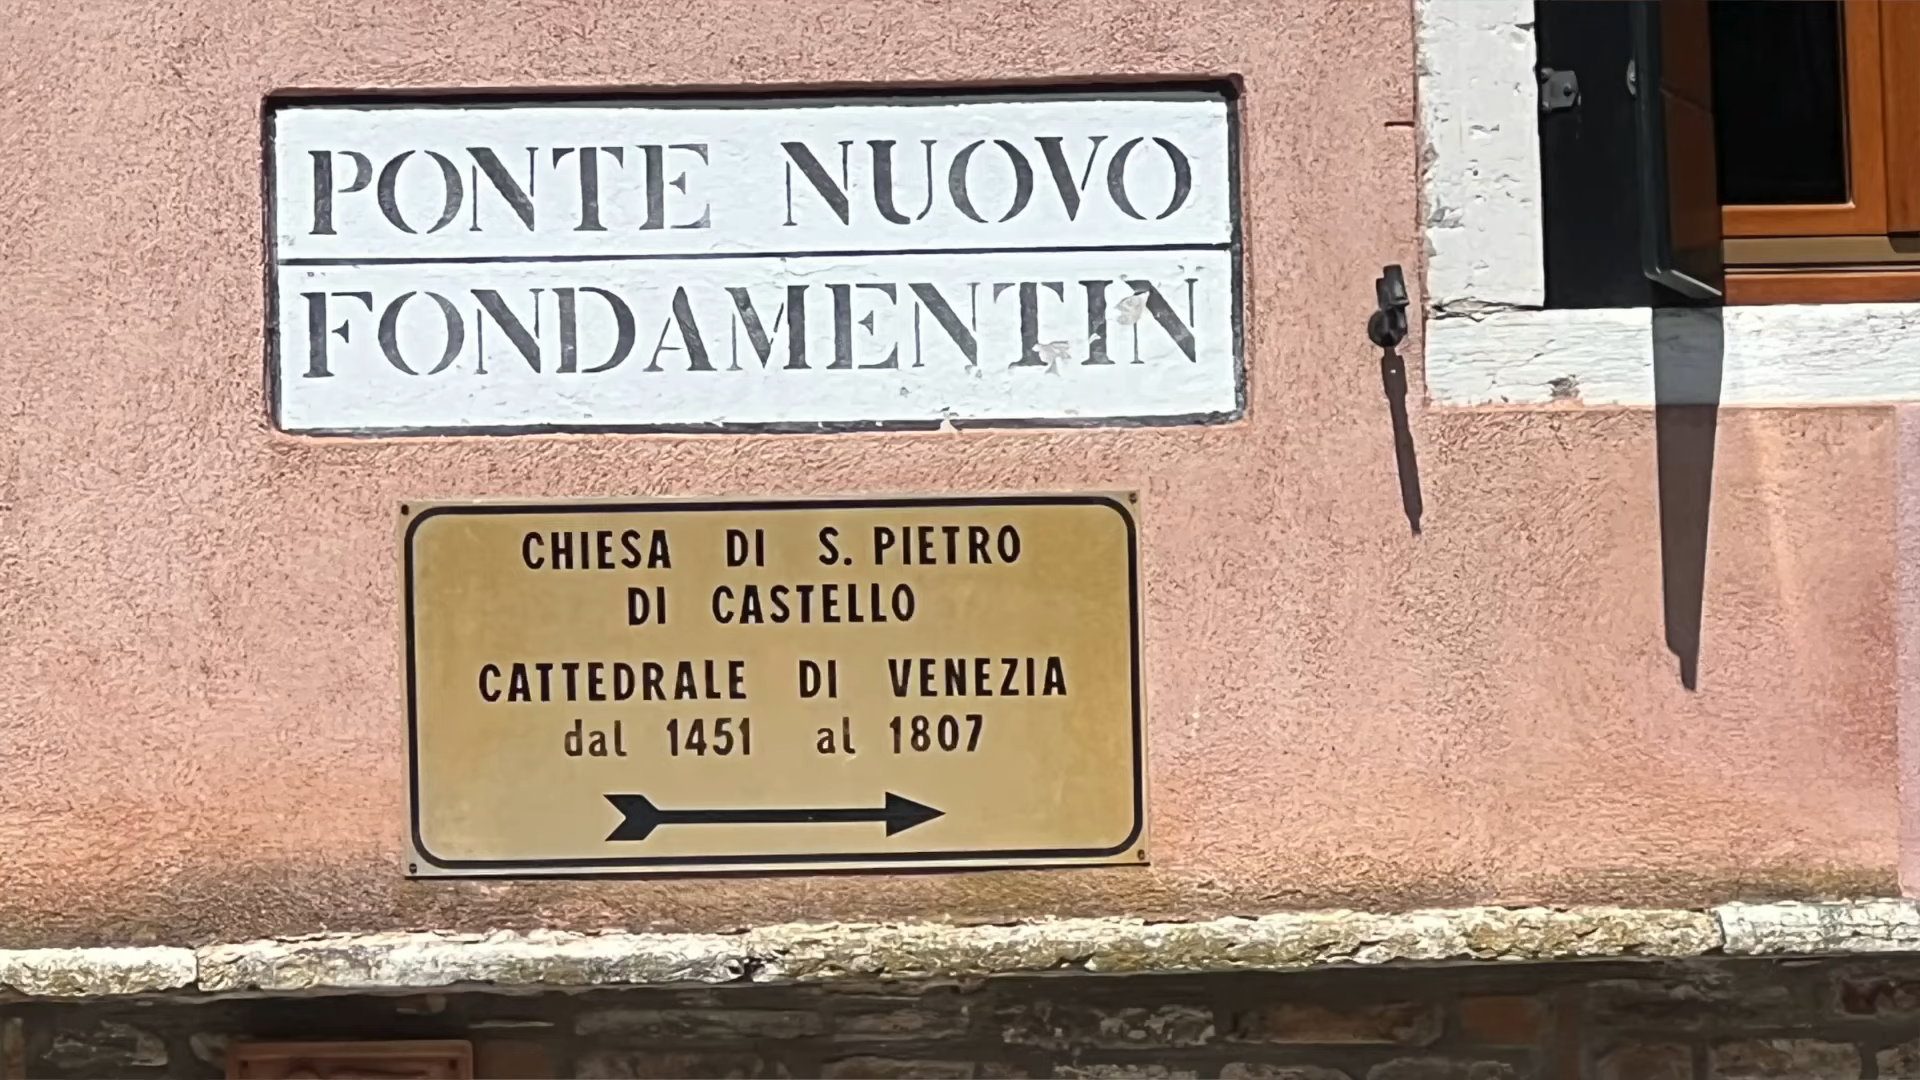 PONTE NUOVO
FONDAMENTIN
CHIESA DI S. PIETRO
DI CASTELLO
CATTEDRALE DI VENEZIA
dal 1451 al 1807